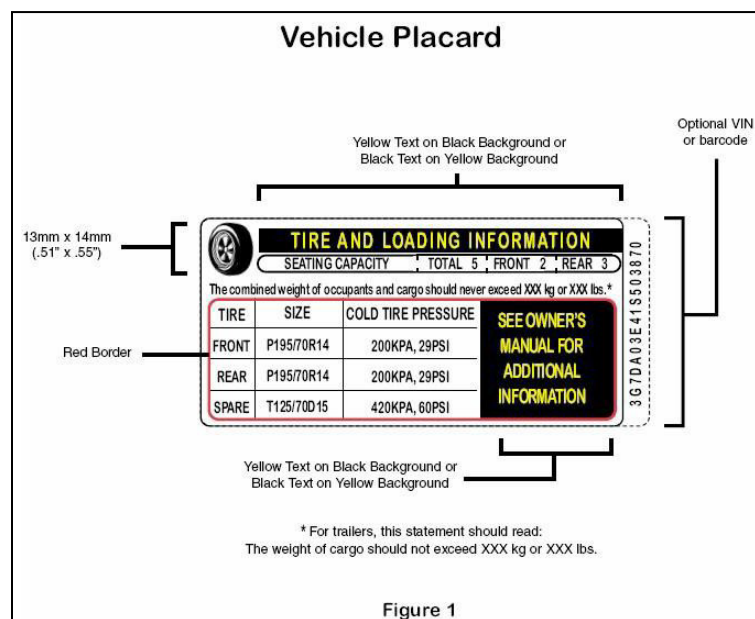 Vehicle Placard
Optional VIN
or barcode
Yellow Text on Black Background or
Black Text on Yellow Background
13mm x 14mm
(.51" x .55")
TIRE AND LOADING INFORMATION
SEATING CAPACITY TOTAL 5 FRONT 2 REAR 3
The combined weight of occupants and cargo should never exceed XXX kg or XXX lbs.*
TIRE SIZE COLD TIRE PRESSURE
FRONT P195/70R14 200KPA, 29PSI
REAR P195/70R14 200KPA, 29PSI
SPARE T125/70D15 420KPA, 60PSI
SEE OWNER'S
MANUAL FOR
ADDITIONAL
INFORMATION
3G7DA03E41S503870
Red Border
Yellow Text on Black Background or
Black Text on Yellow Background
* For trailers, this statement should read:
The weight of cargo should not exceed XXX kg or XXX lbs.
Figure 1